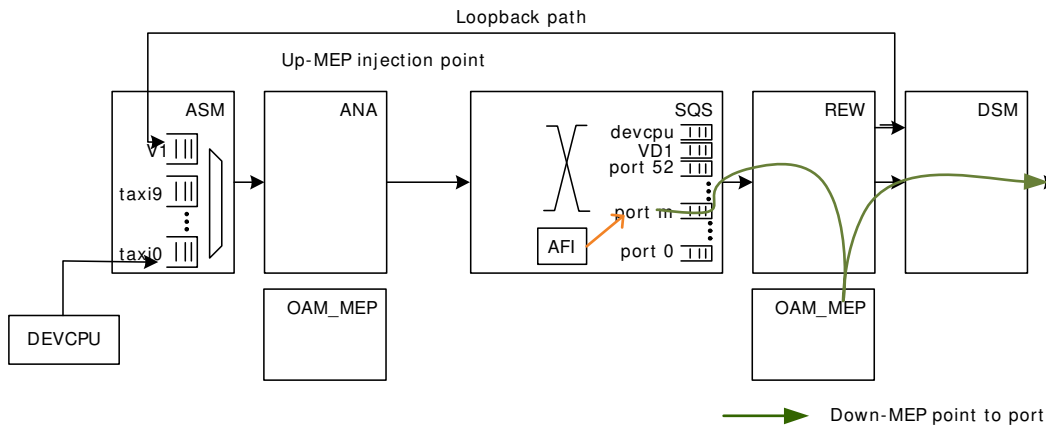 Loopback path
Up-MEP injection point
ASM
ANA
SQS
REW
DSM
V1
taxi9
taxi0
devcpu
VD1
port 52
port m
port 0
AFI
DEVCPU
OAM_MEP
OAM_MEP
Down-MEP point to port